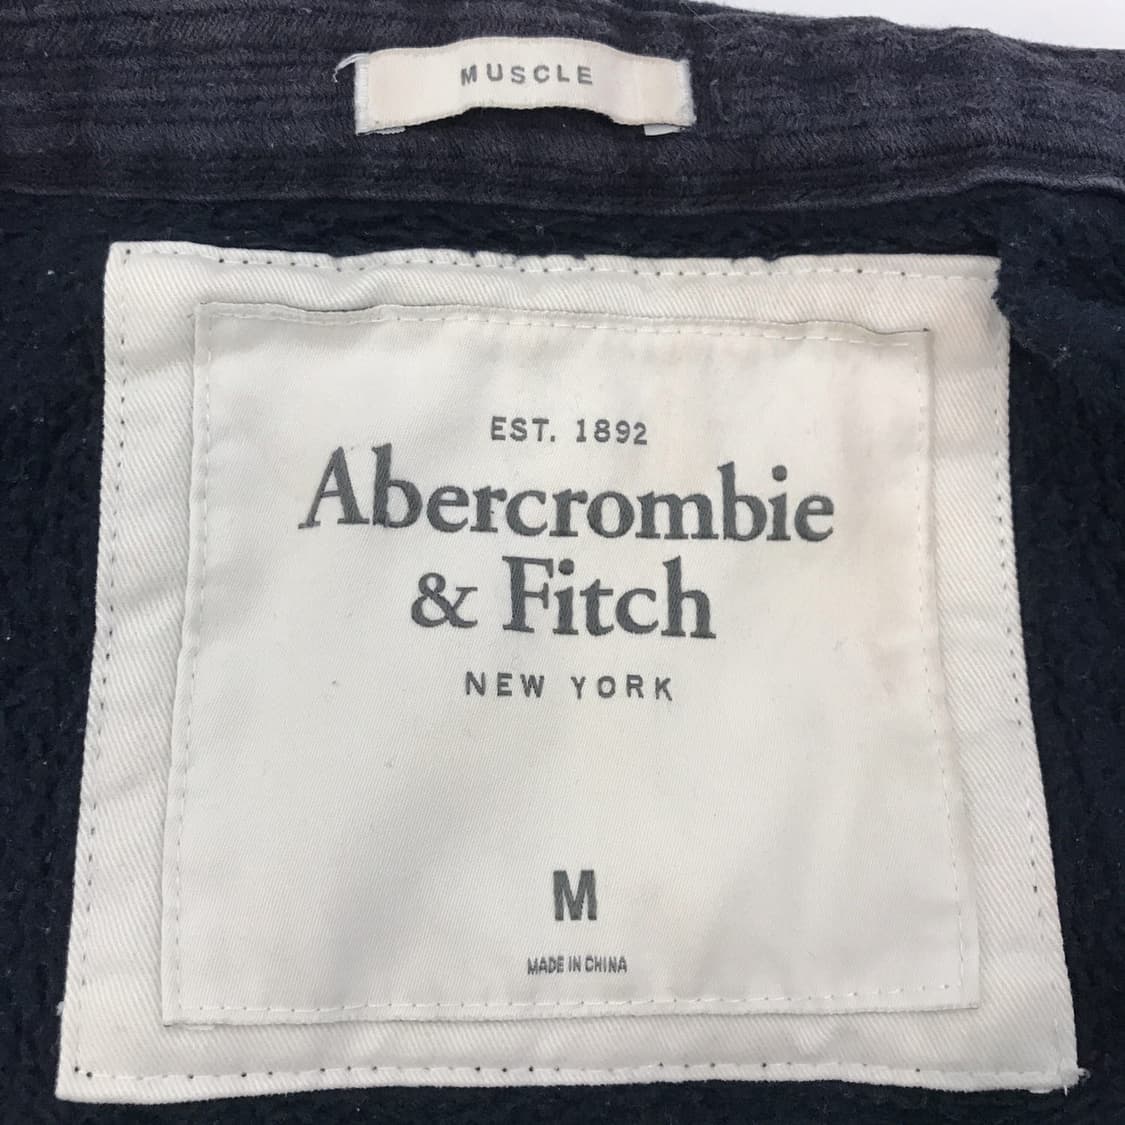 MUSCLE
EST. 1892
Abercrombie
& Fitch
NEW YORK
M
MADE IN CHINA